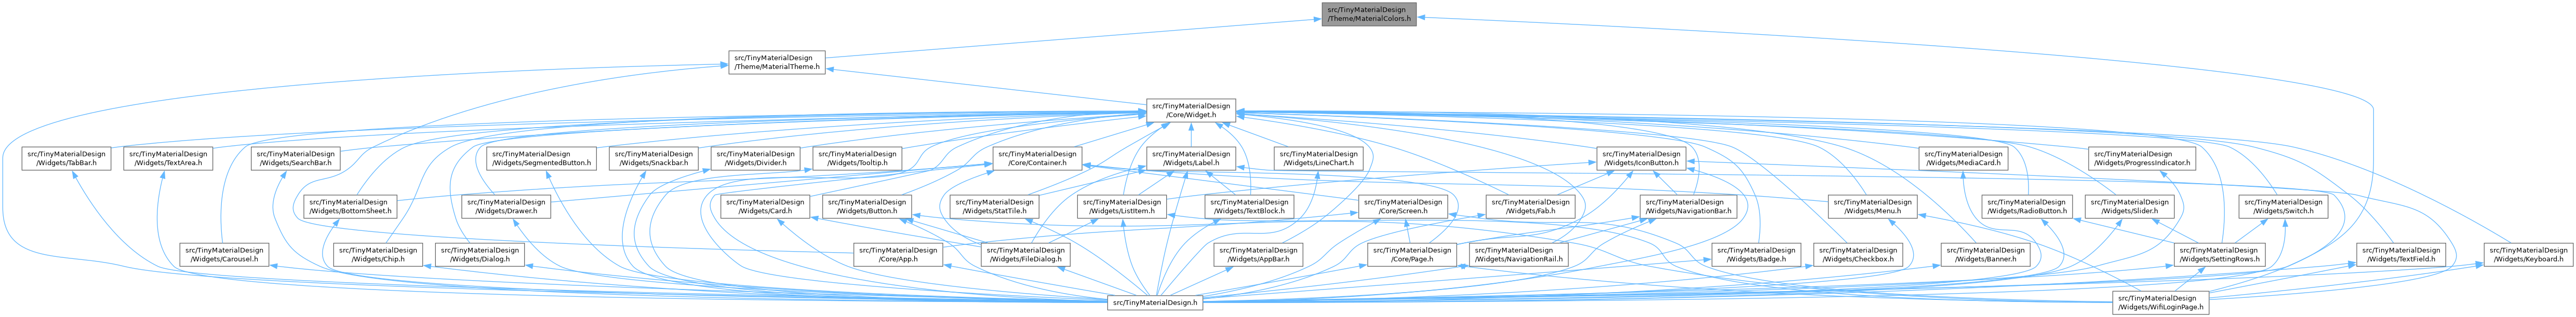 src/TinyMaterialDesign
/Theme/MaterialColors.h
src/TinyMaterialDesign
/Theme/MaterialTheme.h
src/TinyMaterialDesign
/Core/Widget.h
src/TinyMaterialDesign
/Widgets/TabBar.h
src/TinyMaterialDesign
/Widgets/TextArea.h
src/TinyMaterialDesign
/Widgets/SearchBar.h
src/TinyMaterialDesign
/Widgets/SegmentedButton.h
src/TinyMaterialDesign
/Widgets/Snackbar.h
src/TinyMaterialDesign
/Widgets/Divider.h
src/TinyMaterialDesign
/Widgets/Tooltip.h
src/TinyMaterialDesign
/Core/Container.h
src/TinyMaterialDesign
/Widgets/Label.h
src/TinyMaterialDesign
/Widgets/LineChart.h
src/TinyMaterialDesign
/Widgets/IconButton.h
src/TinyMaterialDesign
/Widgets/MediaCard.h
src/TinyMaterialDesign
/Widgets/ProgressIndicator.h
src/TinyMaterialDesign
/Widgets/BottomSheet.h
src/TinyMaterialDesign
/Widgets/Drawer.h
src/TinyMaterialDesign
/Widgets/Card.h
src/TinyMaterialDesign
/Widgets/Button.h
src/TinyMaterialDesign
/Widgets/StatTile.h
src/TinyMaterialDesign
/Widgets/ListItem.h
src/TinyMaterialDesign
/Widgets/TextBlock.h
src/TinyMaterialDesign
/Core/Screen.h
src/TinyMaterialDesign
/Widgets/Fab.h
src/TinyMaterialDesign
/Widgets/NavigationBar.h
src/TinyMaterialDesign
/Widgets/Menu.h
src/TinyMaterialDesign
/Widgets/RadioButton.h
src/TinyMaterialDesign
/Widgets/Slider.h
src/TinyMaterialDesign
/Widgets/Switch.h
src/TinyMaterialDesign
/Widgets/Carousel.h
src/TinyMaterialDesign
/Widgets/Chip.h
src/TinyMaterialDesign
/Widgets/Dialog.h
src/TinyMaterialDesign
/Core/App.h
src/TinyMaterialDesign
/Widgets/FileDialog.h
src/TinyMaterialDesign
/Widgets/AppBar.h
src/TinyMaterialDesign
/Core/Page.h
src/TinyMaterialDesign
/Widgets/NavigationRail.h
src/TinyMaterialDesign
/Widgets/Badge.h
src/TinyMaterialDesign
/Widgets/Checkbox.h
src/TinyMaterialDesign
/Widgets/Banner.h
src/TinyMaterialDesign
/Widgets/SettingRows.h
src/TinyMaterialDesign
/Widgets/TextField.h
src/TinyMaterialDesign
/Widgets/Keyboard.h
src/TinyMaterialDesign.h
src/TinyMaterialDesign
/Widgets/WifiLoginPage.h